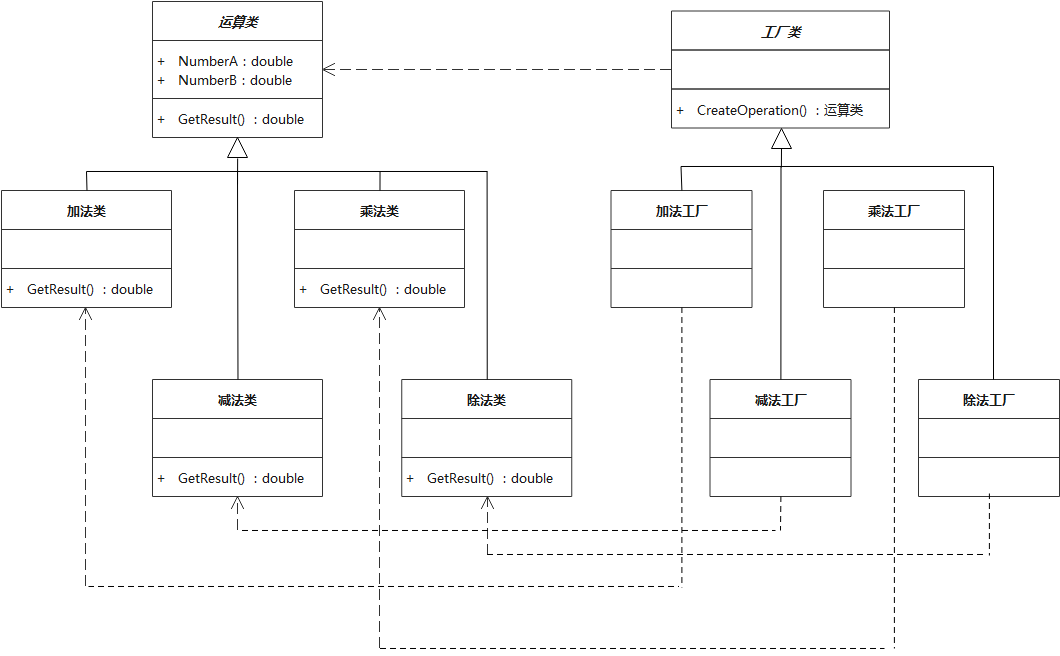 运算类
+ NumberA : double
+ NumberB : double
+ GetResult() : double
工厂类
+ CreateOperation() : 运算类
加法类
+ GetResult() : double
乘法类
+ GetResult() : double
加法工厂
乘法工厂
减法类
+ GetResult() : double
除法类
+ GetResult() : double
减法工厂
除法工厂